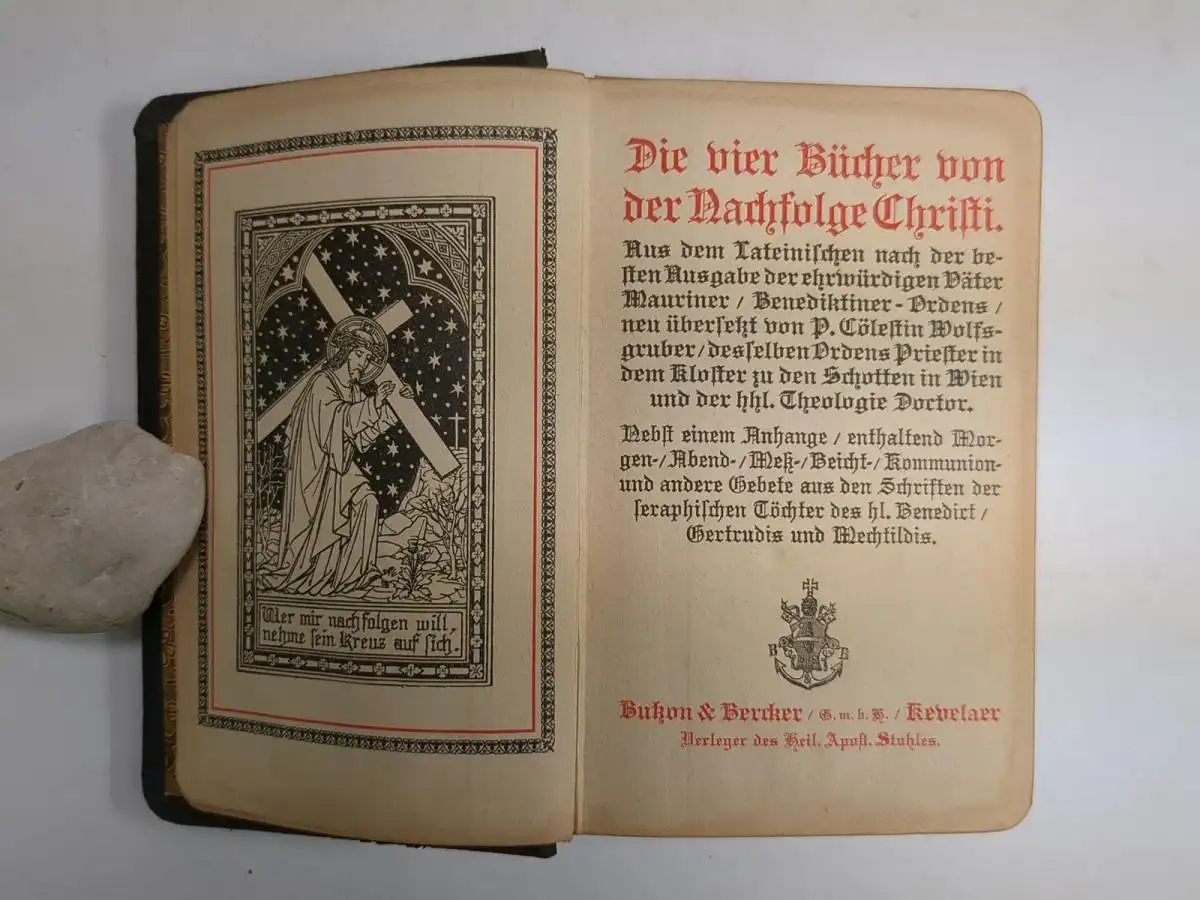 Wer mir nachfolgen will,
nehme sein Kreuz auf sich.
Die vier Bücher von
der Nachfolge Christi.
Aus dem Lateinischen nach der be-
sten Ausgabe der ehrwürdigen Väter
Mauriner / Benediktiner-Ordens /
neu übersetzt von P. Cölestin Wolfs-
gruber / desselben Ordens Priester in
dem Kloster zu den Schotten in Wien
und der hhl. Theologie Doctor.
Nebst einem Anhange / enthaltend Mor-
gen- / Abend- / Meß- / Beicht- / Kommunion-
und andere Gebete aus den Schriften der
seraphischen Töchter des hl. Benedict /
Gertrudis und Mechtildis.
B B
Butzon & Bercker / G. m. b. H. / Kevelaer
Verleger des Heil. Apost. Stuhles.